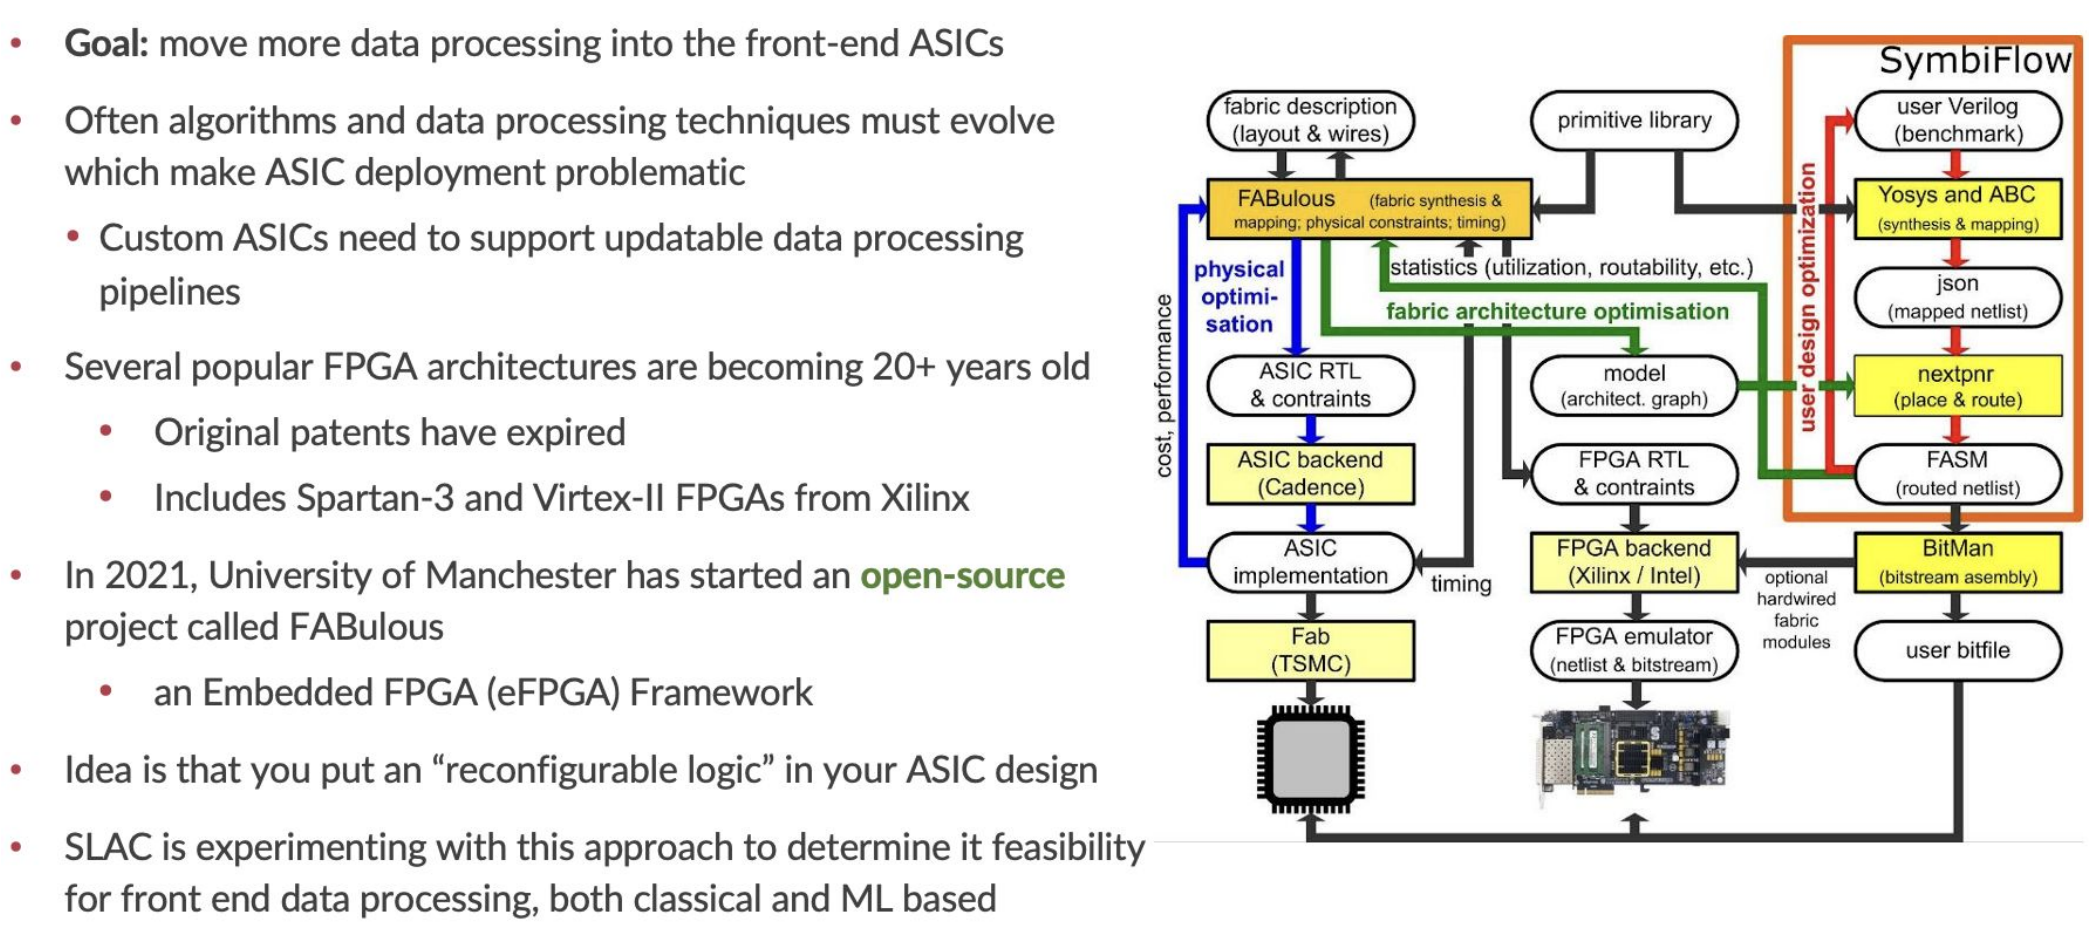 • Goal: move more data processing into the front-end ASICs
• Often algorithms and data processing techniques must evolve
which make ASIC deployment problematic
• Custom ASICs need to support updatable data processing
pipelines
• Several popular FPGA architectures are becoming 20+ years old
• Original patents have expired
• Includes Spartan-3 and Virtex-II FPGAs from Xilinx
• In 2021, University of Manchester has started an open-source
project called FABulous
• an Embedded FPGA (eFPGA) Framework
• Idea is that you put an “reconfigurable logic” in your ASIC design
• SLAC is experimenting with this approach to determine it feasibility
for front end data processing, both classical and ML based
SymbiFlow
fabric description
(layout & wires)
primitive library
user Verilog
(benchmark)
FABulous (fabric synthesis &
mapping; physical constraints; timing)
Yosys and ABC
(synthesis & mapping)
physical
optimi-
sation
statistics (utilization, routability, etc.)
fabric architecture optimisation
cost, performance
user design optimization
json
(mapped netlist)
ASIC RTL
& contraints
model
(architect. graph)
nextpnr
(place & route)
ASIC backend
(Cadence)
FPGA RTL
& contraints
FASM
(routed netlist)
ASIC
implementation
timing
FPGA backend
(Xilinx / Intel)
optional
hardwired
fabric
modules
BitMan
(bitstream asembly)
Fab
(TSMC)
FPGA emulator
(netlist & bitstream)
user bitfile